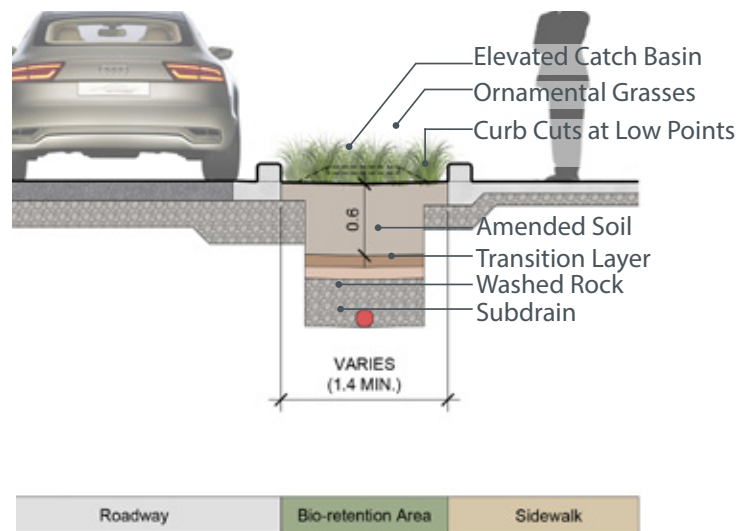 Elevated Catch Basin
Ornamental Grasses
Curb Cuts at Low Points
0.6
Amended Soil
Transition Layer
Washed Rock
Subdrain
VARIES
(1.4 MIN.)
Roadway
Bio-retention Area
Sidewalk